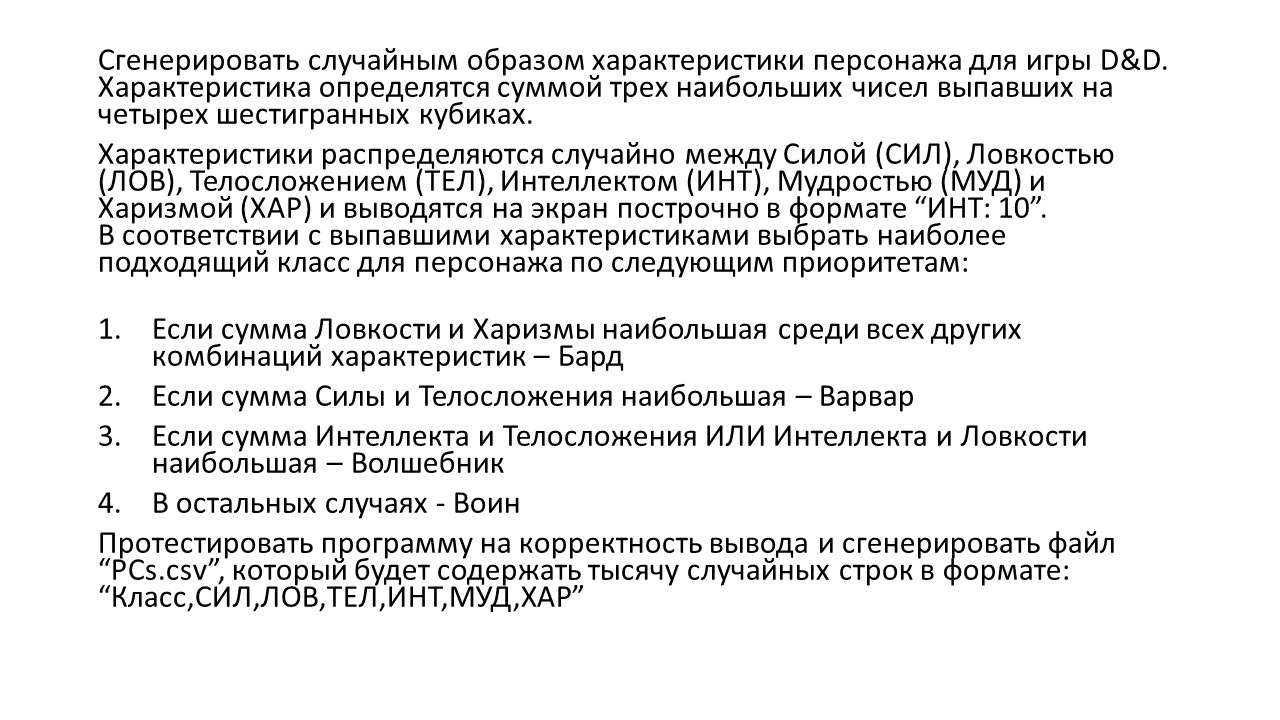 Сгенерировать случайным образом характеристики персонажа для игры D&D.
Характеристика определятся суммой трех наибольших чисел выпавших на
четырех шестигранных кубиках.
Характеристики распределяются случайно между Силой (СИЛ), Ловкостью
(ЛОВ), Телосложением (ТЕЛ), Интеллектом (ИНТ), Мудростью (МУД) и
Харизмой (ХАР) и выводятся на экран построчно в формате “ИНТ: 10”.
В соответствии с выпавшими характеристиками выбрать наиболее
подходящий класс для персонажа по следующим приоритетам:
1. Если сумма Ловкости и Харизмы наибольшая среди всех других
комбинаций характеристик – Бард
2. Если сумма Силы и Телосложения наибольшая – Варвар
3. Если сумма Интеллекта и Телосложения ИЛИ Интеллекта и Ловкости
наибольшая – Волшебник
4. В остальных случаях - Воин
Протестировать программу на корректность вывода и сгенерировать файл
“PCs.csv”, который будет содержать тысячу случайных строк в формате:
“Класс,СИЛ,ЛОВ,ТЕЛ,ИНТ,МУД,ХАР”